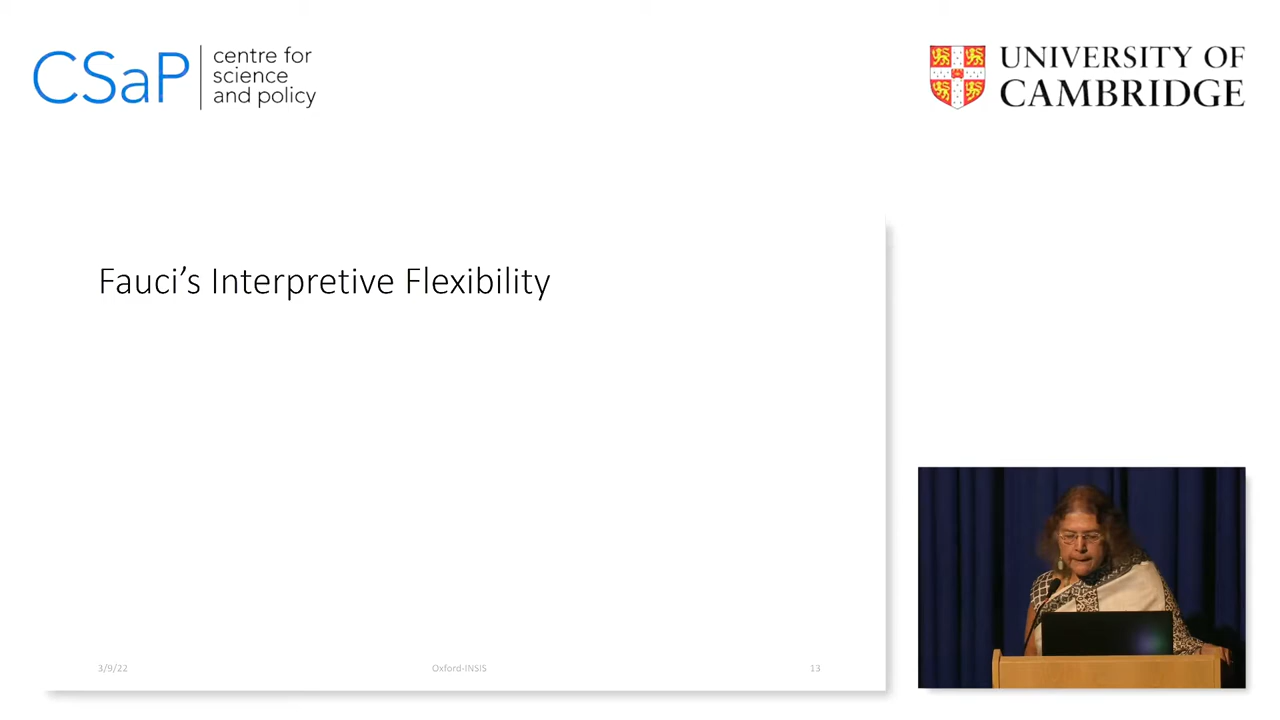 CSaP
centre for
science
and policy
UNIVERSITY OF
CAMBRIDGE
Fauci’s Interpretive Flexibility
3/9/22
Oxford-INSIS
13